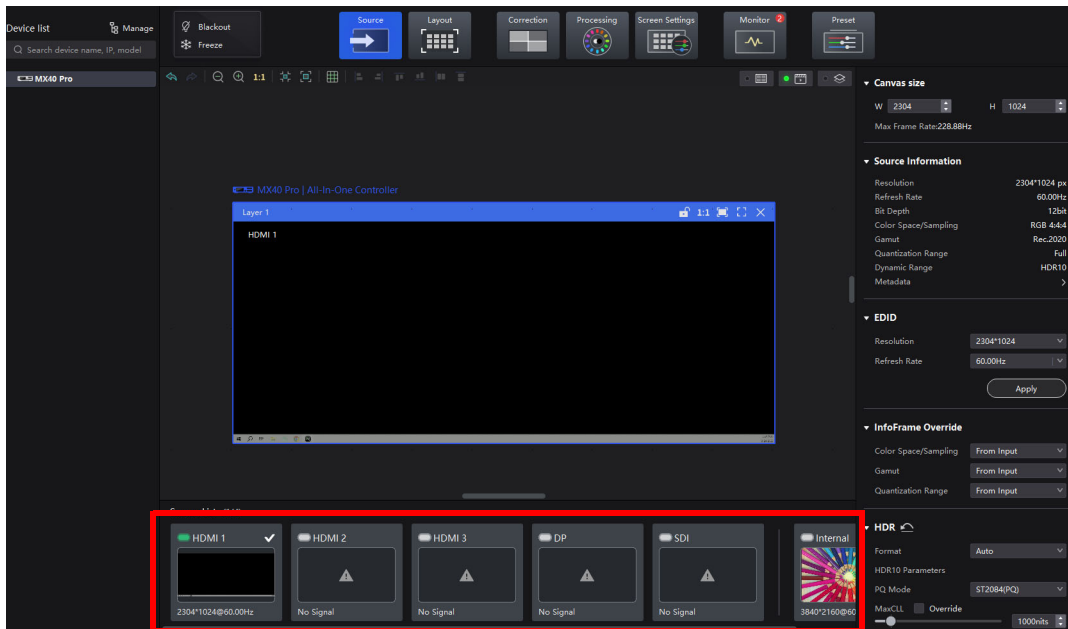 Device list
Manage
Search device name, IP, model
MX40 Pro
Blackout
Freeze
Source
Layout
Correction
Processing
Screen Settings
Monitor
2
Preset
1:1
MX40 Pro | All-In-One Controller
Layer 1
1:1
HDMI 1
HDMI 1
2304*1024@60.00Hz
HDMI 2
No Signal
HDMI 3
No Signal
DP
No Signal
SDI
No Signal
Internal
3840*2160@60
Canvas size
W 2304 H 1024
Max Frame Rate:228.88Hz
Source Information
Resolution 2304*1024 px
Refresh Rate 60.00Hz
Bit Depth 12bit
Color Space/Sampling RGB 4:4:4
Gamut Rec.2020
Quantization Range Full
Dynamic Range HDR10
Metadata
EDID
Resolution 2304*1024
Refresh Rate 60.00Hz
Apply
InfoFrame Override
Color Space/Sampling From Input
Gamut From Input
Quantization Range From Input
HDR
Format Auto
HDR10 Parameters
PQ Mode ST2084(PQ)
MaxCLL Override
1000nits